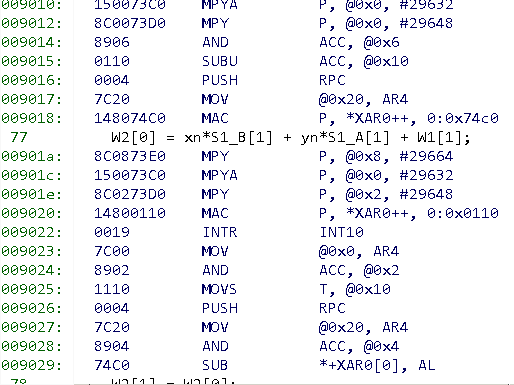 009010: 150073C0 MPYA P, @0x0, #29632
009012: 8C0073D0 MPY P, @0x0, #29648
009014: 8906 AND ACC, @0x6
009015: 0110 SUBU ACC, @0x10
009016: 0004 PUSH RPC
009017: 7C20 MOV @0x20, AR4
009018: 148074C0 MAC P, *XAR0++, 0:0x74c0
77 W2[0] = xn*S1_B[1] + yn*S1_A[1] + W1[1];
00901a: 8C0873E0 MPY P, @0x8, #29664
00901c: 150073C0 MPYA P, @0x0, #29632
00901e: 8C0273D0 MPY P, @0x2, #29648
009020: 14800110 MAC P, *XAR0++, 0:0x0110
009022: 0019 INTR INT10
009023: 7C00 MOV @0x0, AR4
009024: 8902 AND ACC, @0x2
009025: 1110 MOVS T, @0x10
009026: 0004 PUSH RPC
009027: 7C20 MOV @0x20, AR4
009028: 8904 AND ACC, @0x4
009029: 74C0 SUB *+XAR0[0], AL
78 W2[1] = W2[0];